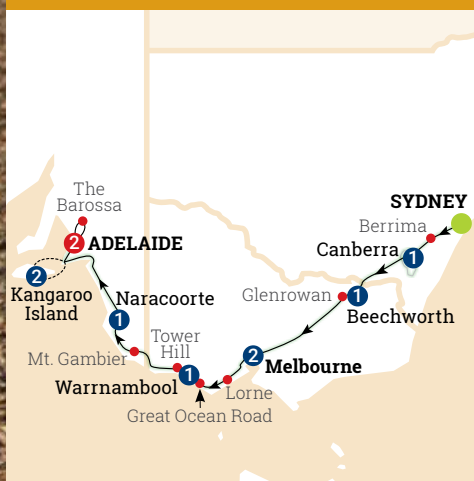 SYDNEY
Berrima
Canberra
1
Glenrowan
1
Beechworth
2
Melbourne
Lorne
Great Ocean Road
Tower
Hill
1
Warrnambool
Mt. Gambier
1
Naracoorte
2
Kangaroo
Island
2
ADELAIDE
The
Barossa